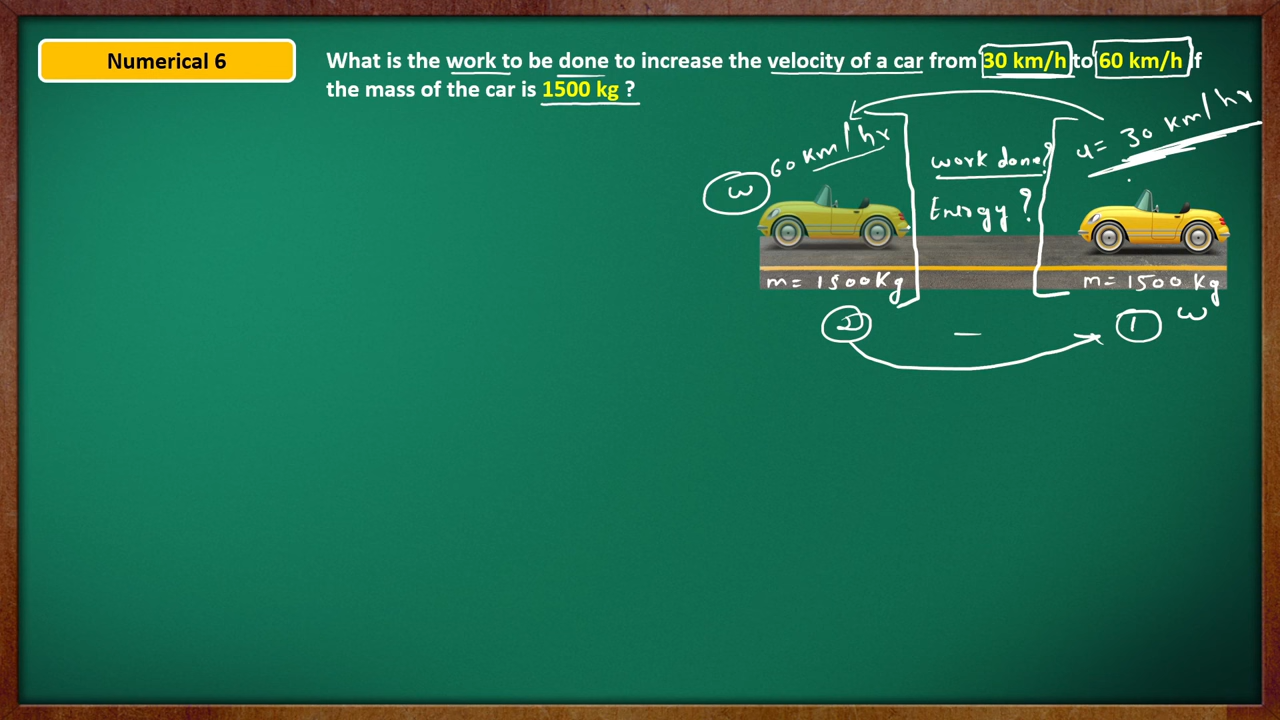 Numerical 6
What is the work to be done to increase the velocity of a car from 30 km/h to 60 km/h If
the mass of the car is 1500 kg ?
60 km/hr
work done?
u= 30 km/hr
w
Energy ?
m= 1500Kg
m= 1500 Kg
2
—
1
w